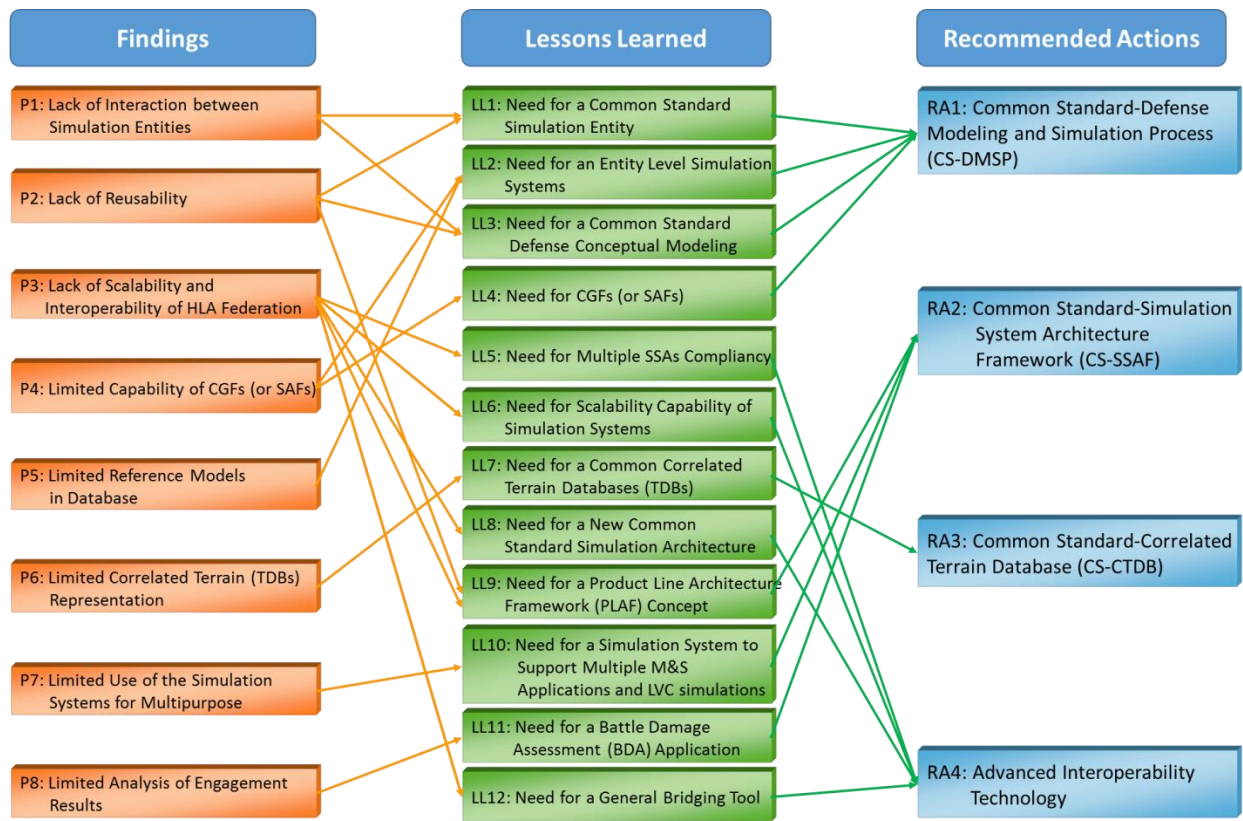 Findings
Lessons Learned
Recommended Actions
P1: Lack of Interaction between
Simulation Entities
P2: Lack of Reusability
P3: Lack of Scalability and
Interoperability of HLA Federation
P4: Limited Capability of CGFs (or SAFs)
P5: Limited Reference Models
in Database
P6: Limited Correlated Terrain (TDBs)
Representation
P7: Limited Use of the Simulation
Systems for Multipurpose
P8: Limited Analysis of Engagement
Results
LL1: Need for a Common Standard
Simulation Entity
LL2: Need for an Entity Level Simulation
Systems
LL3: Need for a Common Standard
Defense Conceptual Modeling
LL4: Need for CGFs (or SAFs)
LL5: Need for Multiple SSAs Compliancy
LL6: Need for Scalability Capability of
Simulation Systems
LL7: Need for a Common Correlated
Terrain Databases (TDBs)
LL8: Need for a New Common
Standard Simulation Architecture
LL9: Need for a Product Line Architecture
Framework (PLAF) Concept
LL10: Need for a Simulation System to
Support Multiple M&S
Applications and LVC simulations
LL11: Need for a Battle Damage
Assessment (BDA) Application
LL12: Need for a General Bridging Tool
RA1: Common Standard-Defense
Modeling and Simulation Process
(CS-DMSP)
RA2: Common Standard-Simulation
System Architecture
Framework (CS-SSAF)
RA3: Common Standard-Correlated
Terrain Database (CS-CTDB)
RA4: Advanced Interoperability
Technology